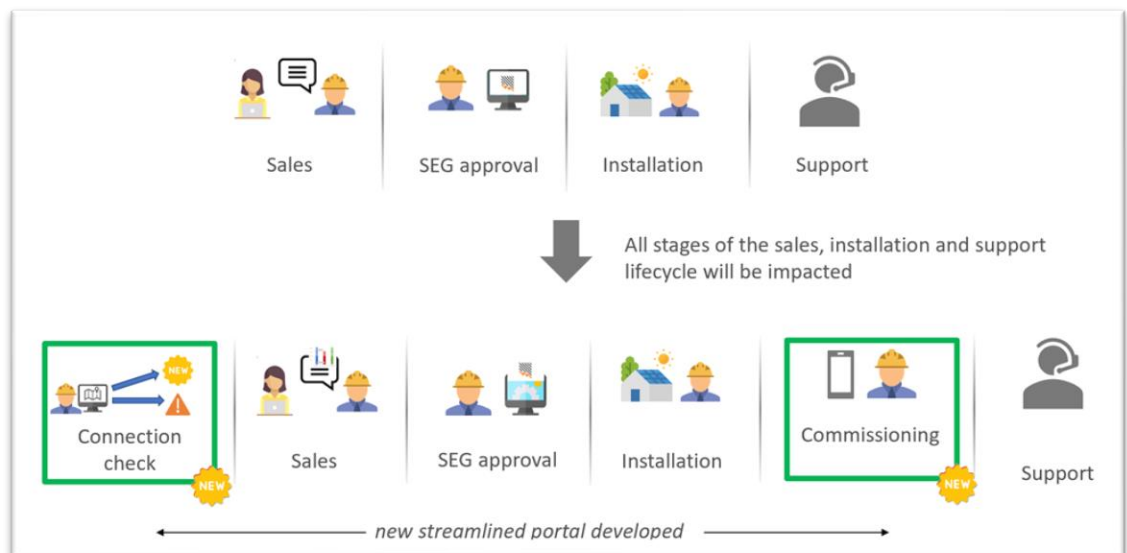 Sales
SEG approval
Installation
Support
All stages of the sales, installation and support
lifecycle will be impacted
NEW
Connection
check
NEW
Sales
SEG approval
Installation
Commissioning
NEW
Support
new streamlined portal developed